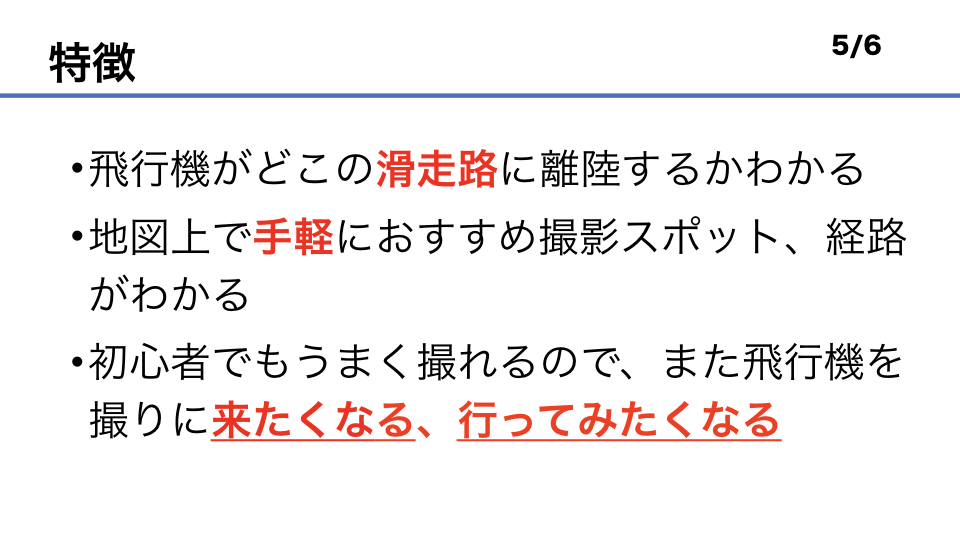 特徴
5/6
•飛行機がどこの滑走路に離陸するかわかる
•地図上で手軽におすすめ撮影スポット、経路
がわかる
•初心者でもうまく撮れるので、また飛行機を
撮りに来たくなる、行ってみたくなる